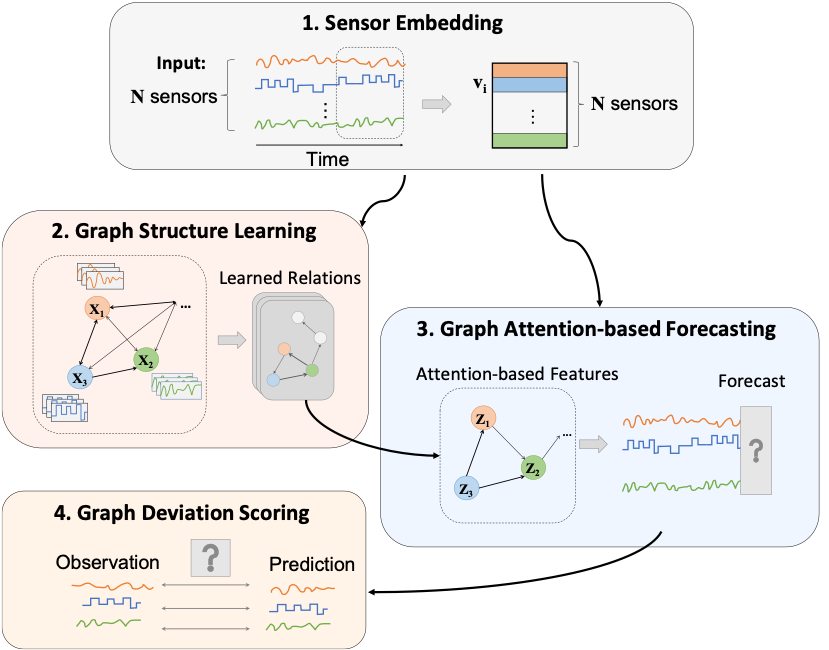 1. Sensor Embedding
Input:
N sensors
⋮
Time
v_i
⋮
N sensors
2. Graph Structure Learning
Learned Relations
X_1
...
X_2
X_3
3. Graph Attention-based Forecasting
Attention-based Features
Forecast
Z_1
...
Z_2
Z_3
?
4. Graph Deviation Scoring
Observation
?
Prediction